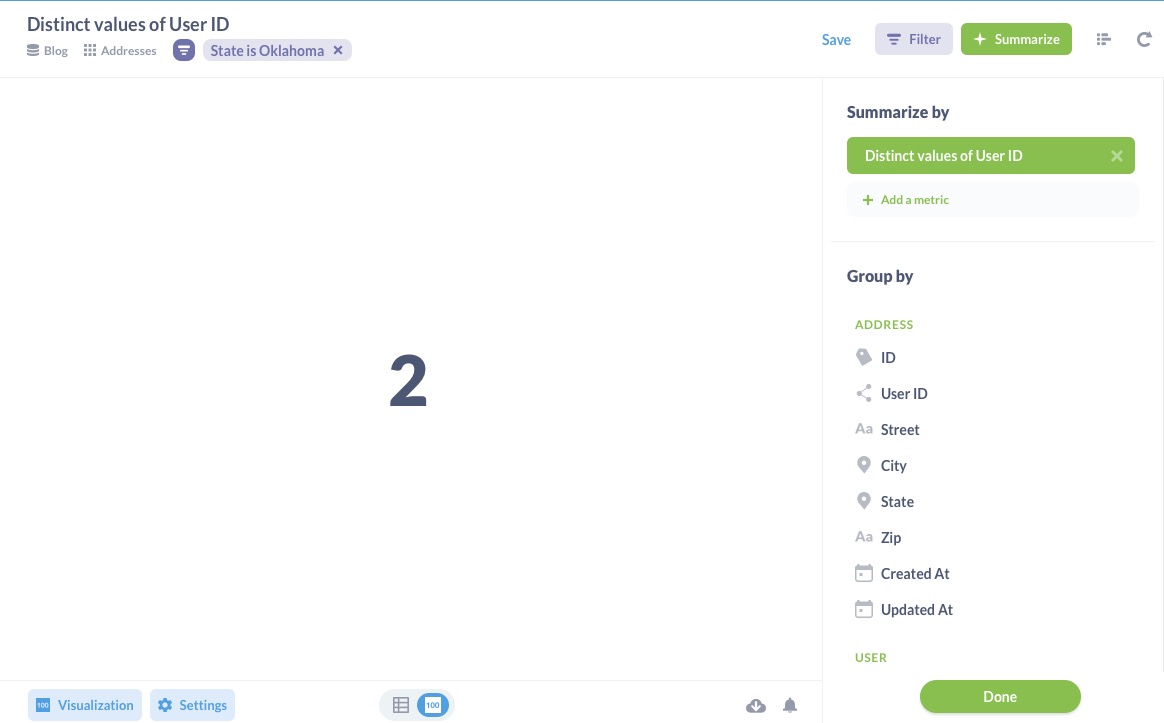 Distinct values of User ID
Blog Addresses State is Oklahoma
Save Filter Summarize
Summarize by
Distinct values of User ID
Add a metric
Group by
2
ADDRESS
ID
User ID
Aa Street
City
State
Aa Zip
Created At
Updated At
USER
100 Visualization Settings 100
Done